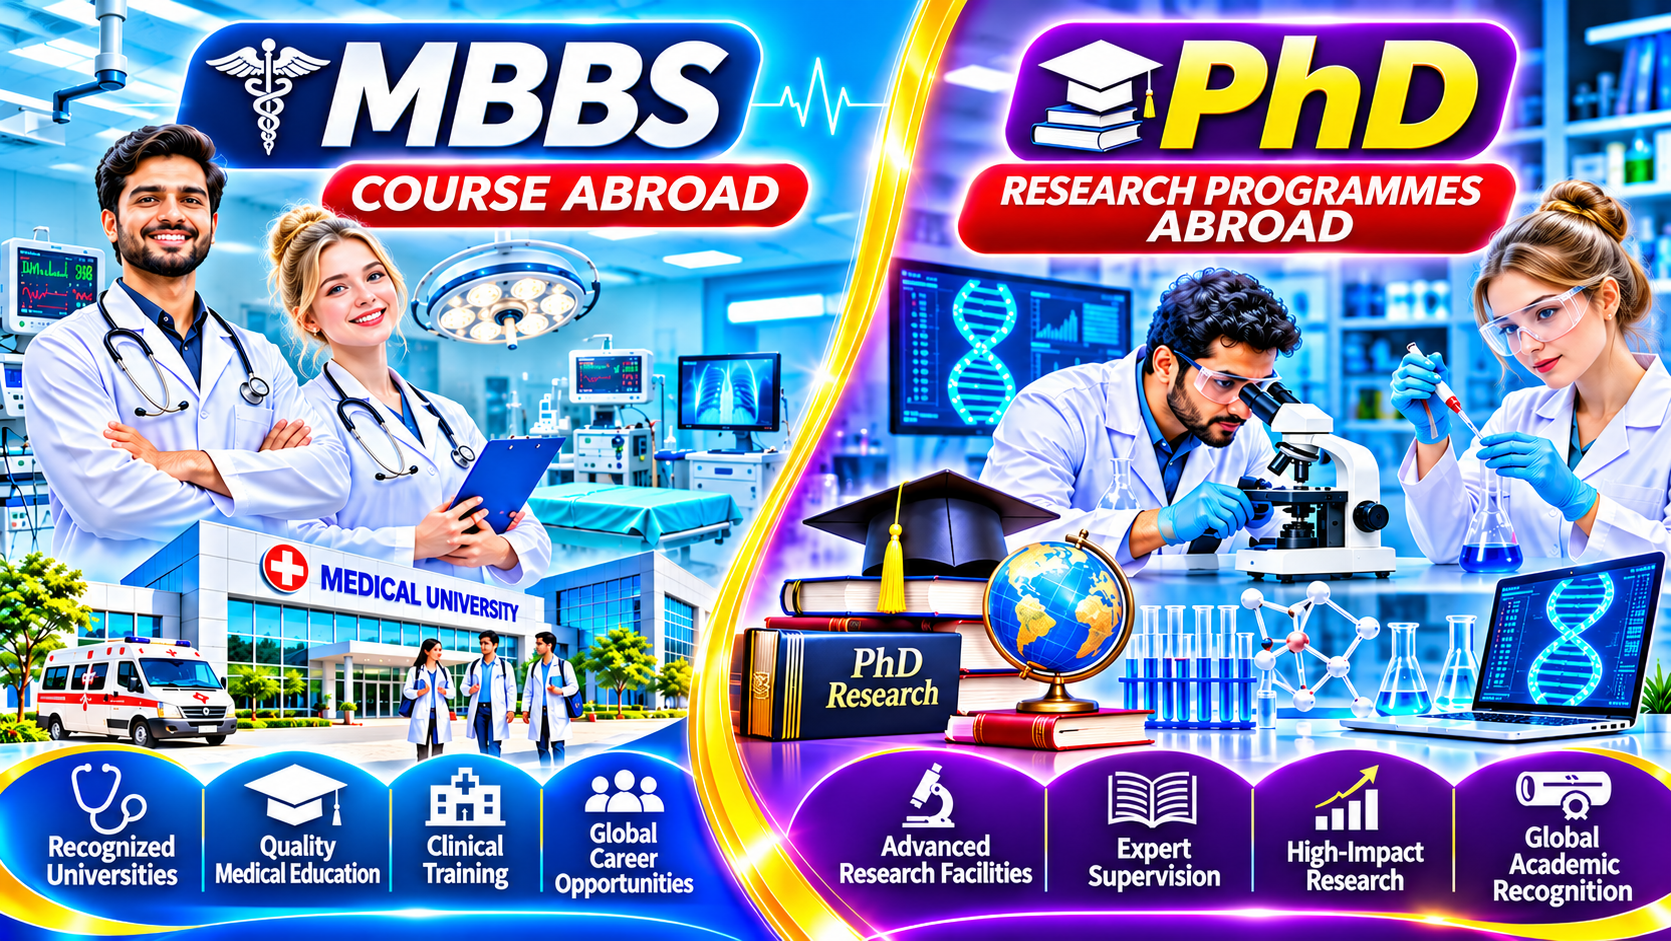 MBBS
COURSE ABROAD
PhD
RESEARCH PROGRAMMES
ABROAD
MEDICAL UNIVERSITY
PhD
Research
Recognized
Universities
Quality
Medical Education
Clinical
Training
Global
Career
Opportunities
Advanced
Research Facilities
Expert
Supervision
High-Impact
Research
Global
Academic
Recognition